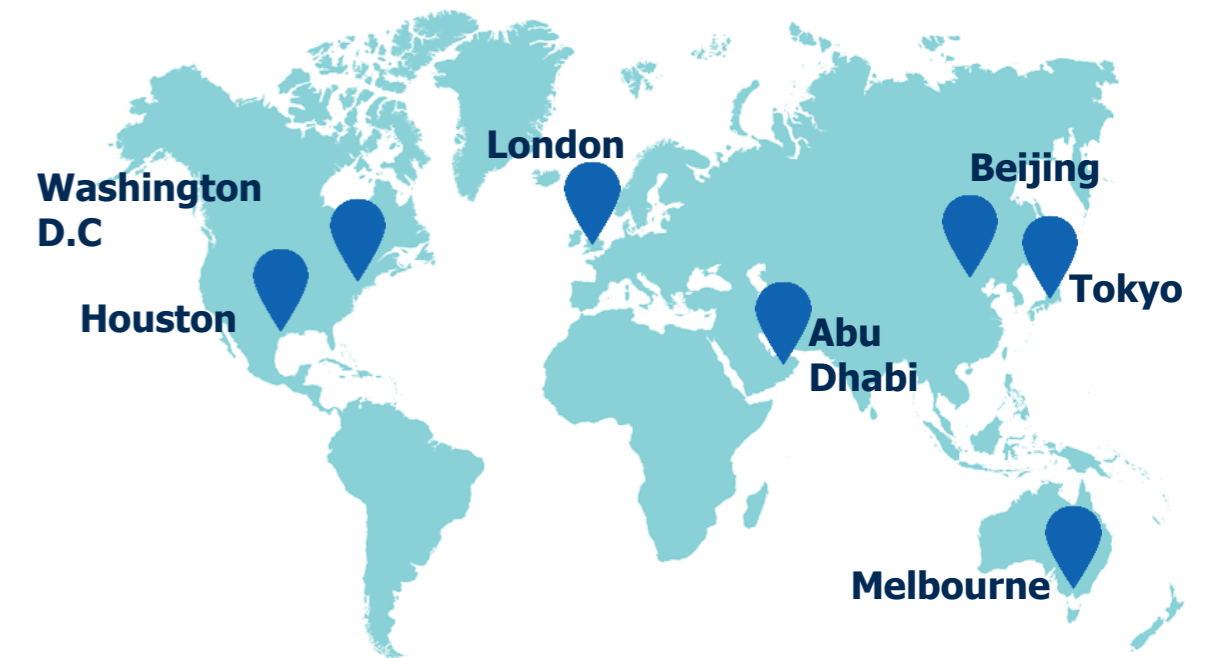 London
Beijing
Washington
D.C
Tokyo
Houston
Abu
Dhabi
Melbourne